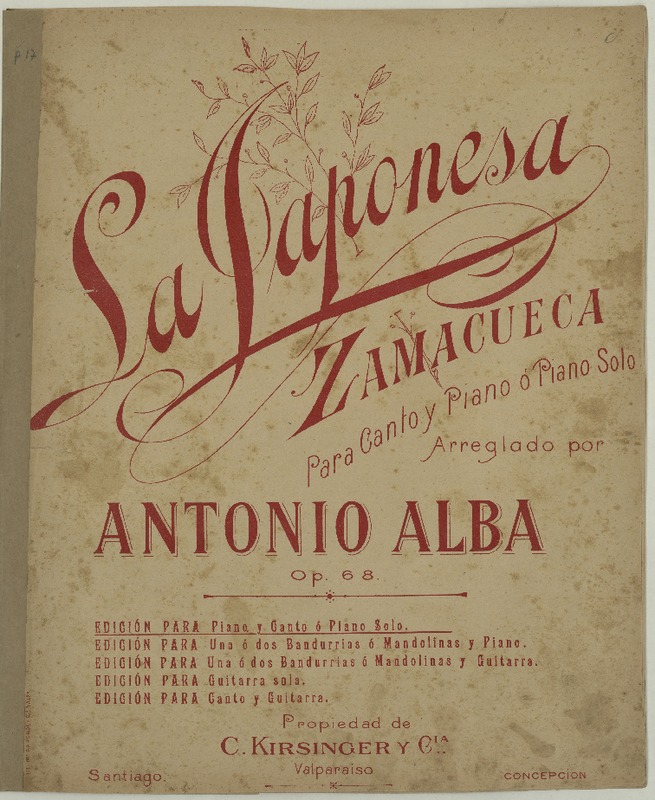 p 17
La Japonesa
ZAMACUECA
Para Canto y Piano ó Piano Solo
Arreglado por
ANTONIO ALBA
Op. 68.
EDICIÓN PARA Piano y Canto ó Piano Solo.
EDICIÓN PARA Una ó dos Bandurrias ó Mandolinas y Piano.
EDICIÓN PARA Una ó dos Bandurrias ó Mandolinas y Guitarra.
EDICIÓN PARA Guitarra sola.
EDICIÓN PARA Canto y Guitarra.
Propiedad de
C. KIRSINGER Y CIA.
Santiago. Valparaiso CONCEPCION